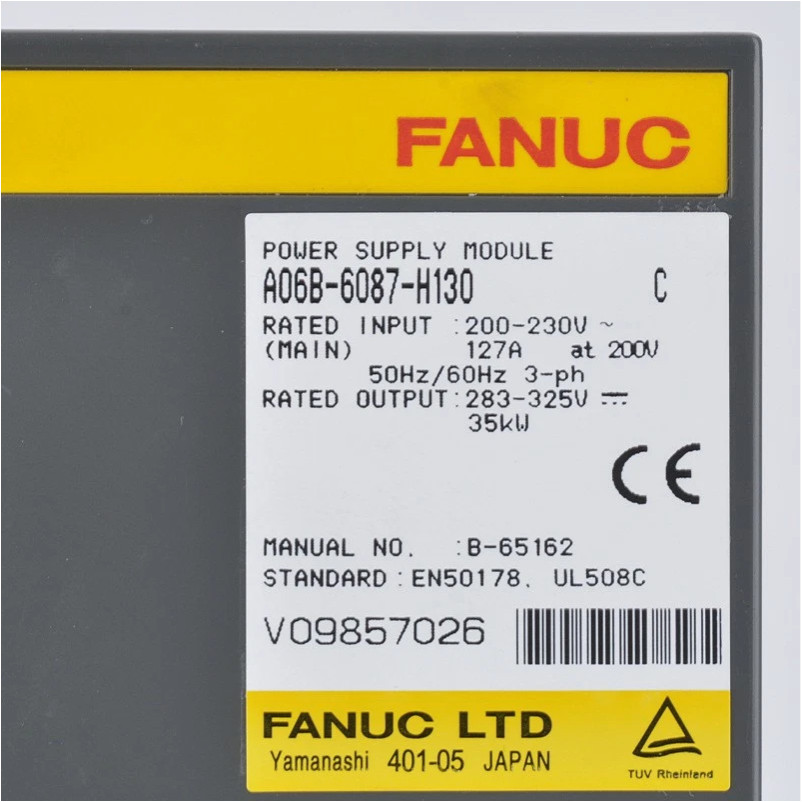 FANUC
POWER SUPPLY MODULE
A06B-6087-H130 C
RATED INPUT :200-230V ~
(MAIN) 127A at 200V
50Hz/60Hz 3-ph
RATED OUTPUT:283-325V ⎓
35kW
CE
MANUAL NO. :B-65162
STANDARD:EN50178, UL508C
V09857026
FANUC LTD
Yamanashi 401-05 JAPAN
TUV Rheinland